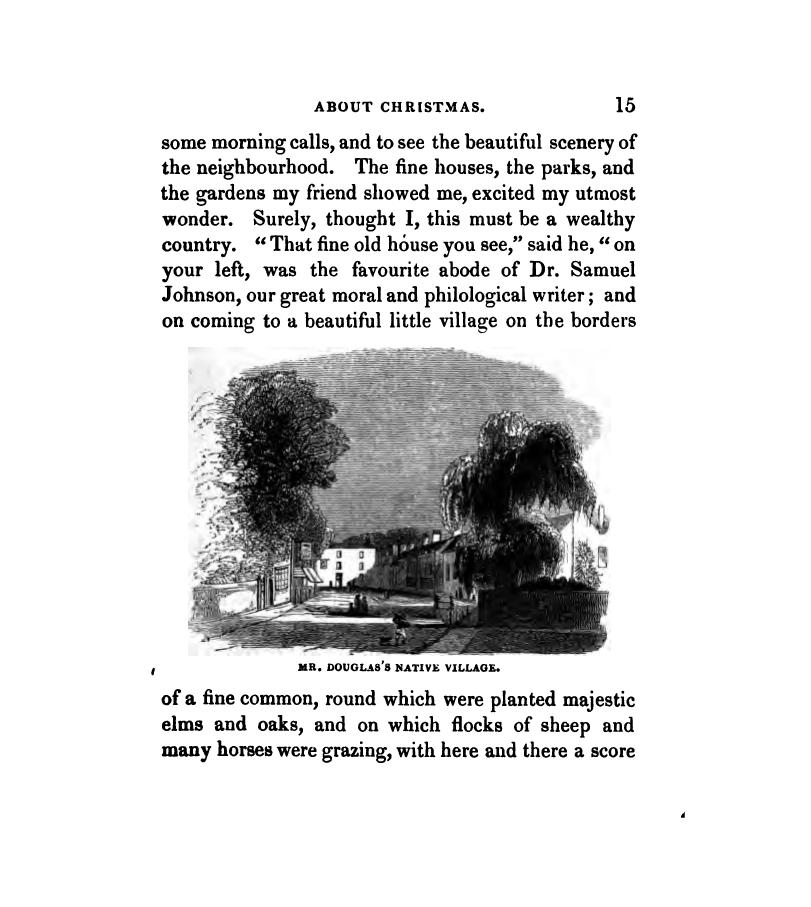 ABOUT CHRISTMAS. 15
some morning calls, and to see the beautiful scenery of
the neighbourhood. The fine houses, the parks, and
the gardens my friend showed me, excited my utmost
wonder. Surely, thought I, this must be a wealthy
country. “That fine old house you see,” said he, “on
your left, was the favourite abode of Dr. Samuel
Johnson, our great moral and philological writer; and
on coming to a beautiful little village on the borders
MR. DOUGLAS'S NATIVE VILLAGE.
of a fine common, round which were planted majestic
elms and oaks, and on which flocks of sheep and
many horses were grazing, with here and there a score